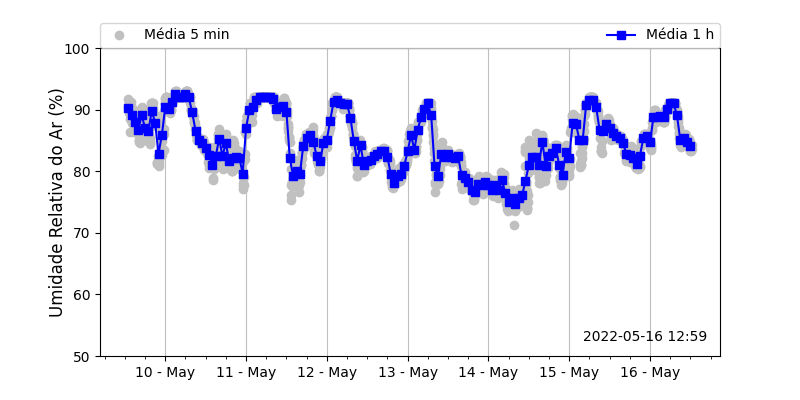 Média 5 min
Média 1 h
100
90
80
70
60
50
Umidade Relativa do Ar (%)
2022-05-16 12:59
10 - May
11 - May
12 - May
13 - May
14 - May
15 - May
16 - May